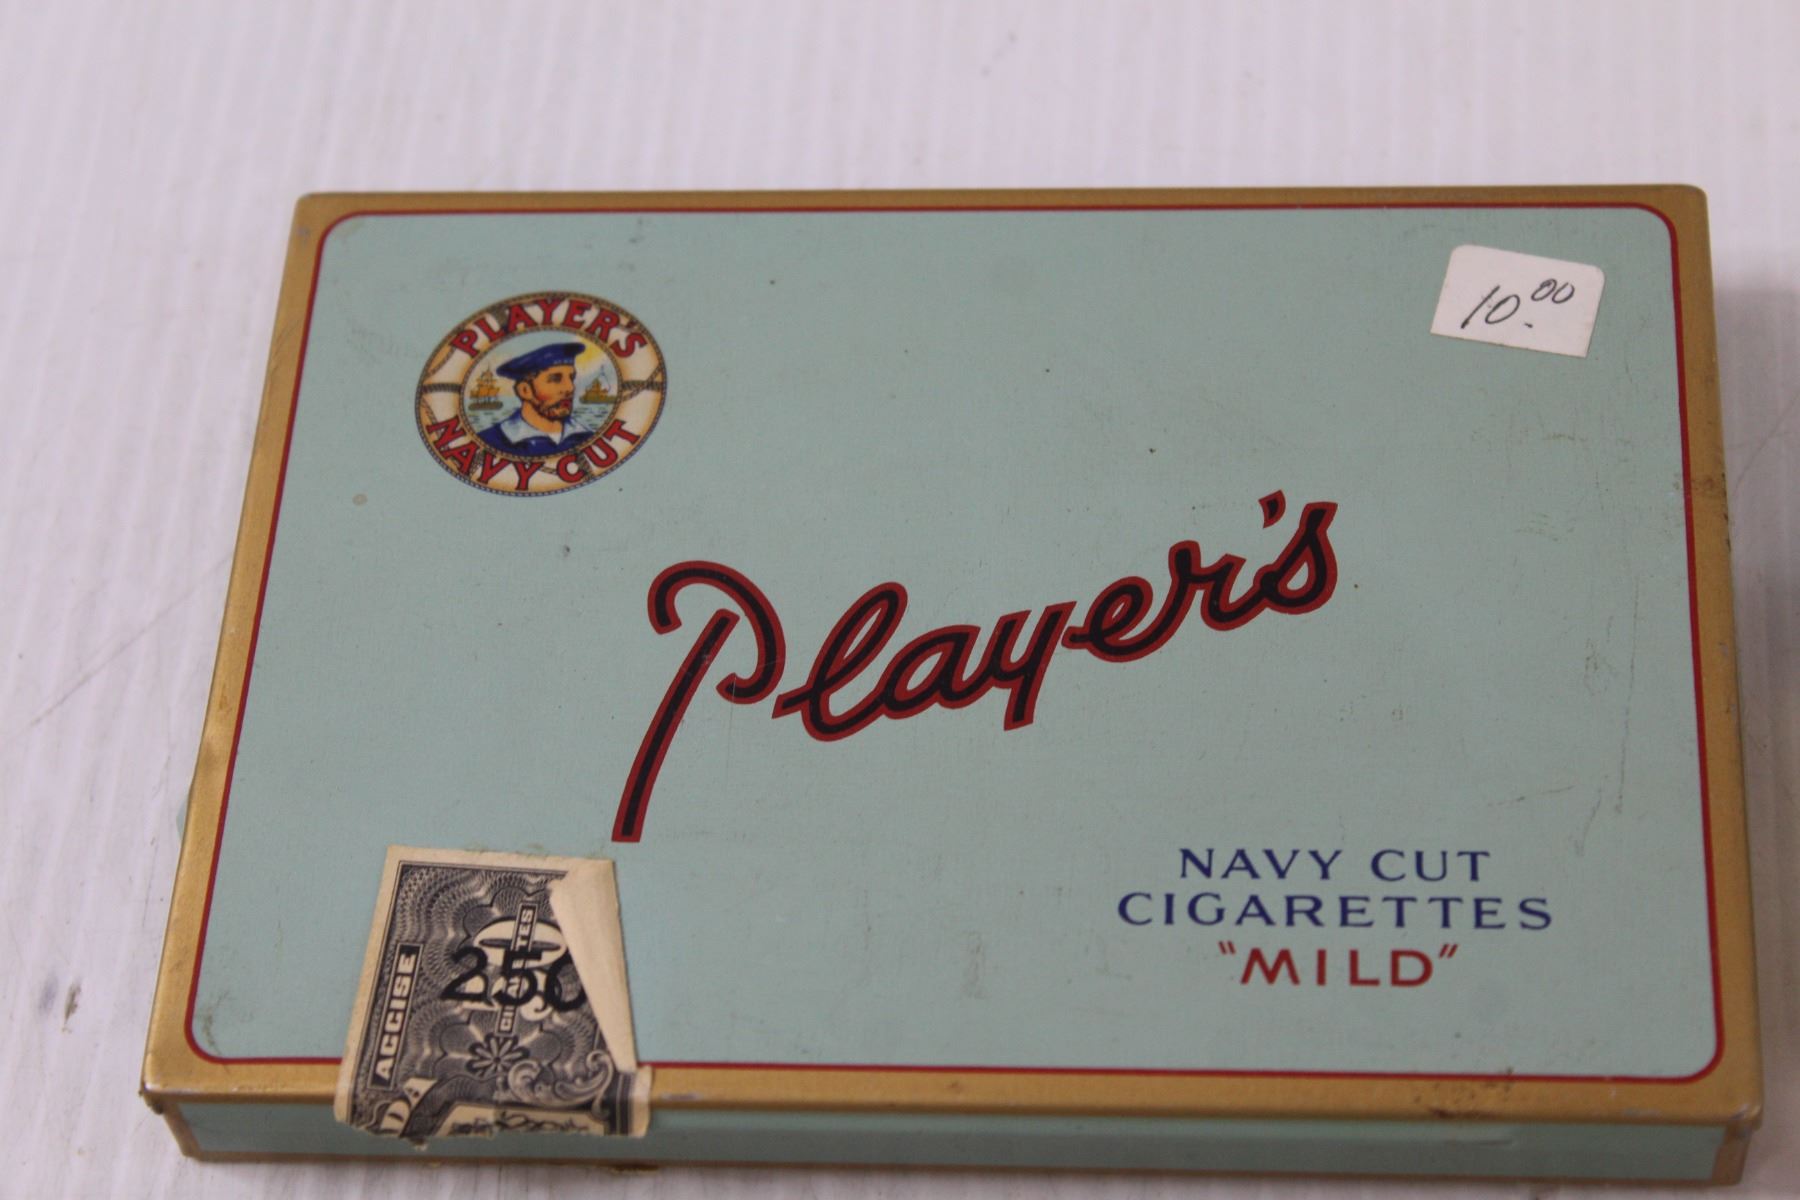 PLAYER'S
NAVY CUT
10.00
Player's
NAVY CUT
CIGARETTES
"MILD"
ACCISE
250